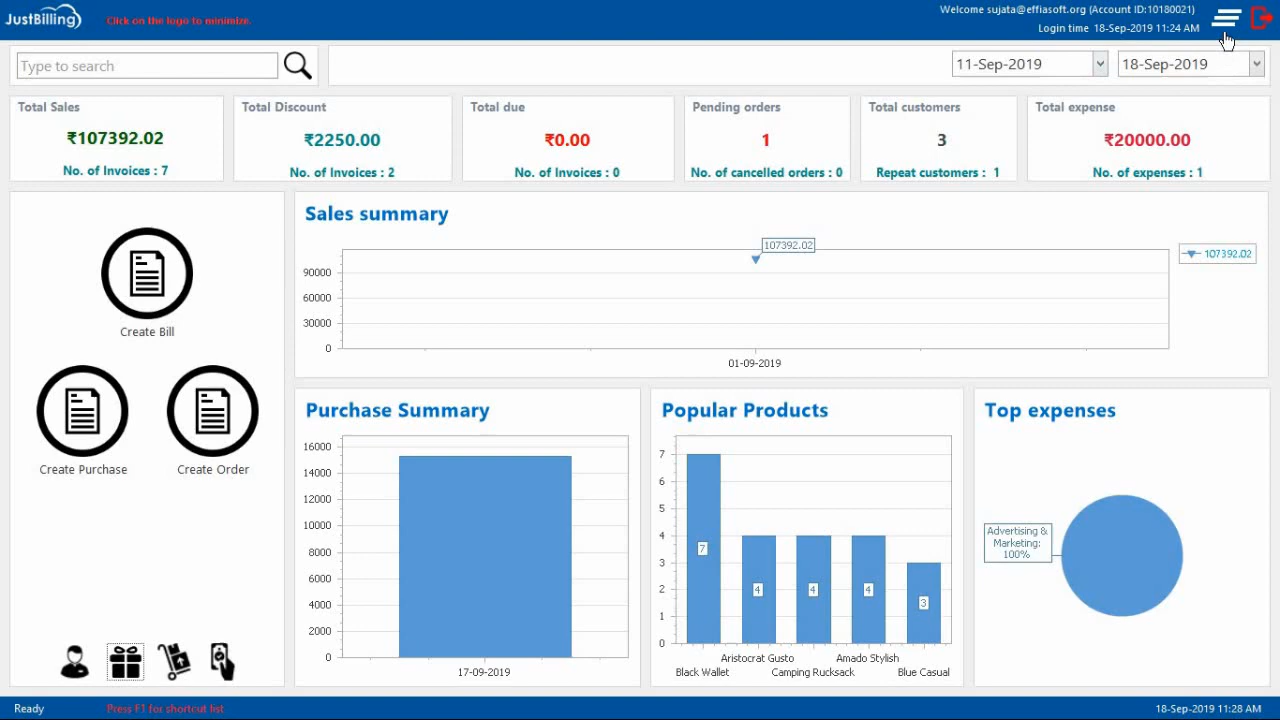 JustBilling
Click on the logo to minimize.
Welcome sujata@effiasoft.org (Account ID:10180021)
Login time 18-Sep-2019 11:24 AM
Type to search
11-Sep-2019
18-Sep-2019
Total Sales
₹107392.02
No. of Invoices : 7
Total Discount
₹2250.00
No. of Invoices : 2
Total due
₹0.00
No. of Invoices : 0
Pending orders
1
No. of cancelled orders : 0
Total customers
3
Repeat customers : 1
Total expense
₹20000.00
No. of expenses : 1
Create Bill
Create Purchase
Create Order
Sales summary
107392.02
107392.02
90000
60000
30000
0
01-09-2019
Purchase Summary
16000
14000
12000
10000
8000
6000
4000
2000
0
17-09-2019
Popular Products
7
6
5
4
3
2
1
0
7
4
4
4
3
Aristocrat Gusto
Amado Stylish
Black Wallet
Camping Rucksack
Blue Casual
Top expenses
Advertising &
Marketing:
100%
Ready
Press F1 for shortcut list
18-Sep-2019 11:28 AM